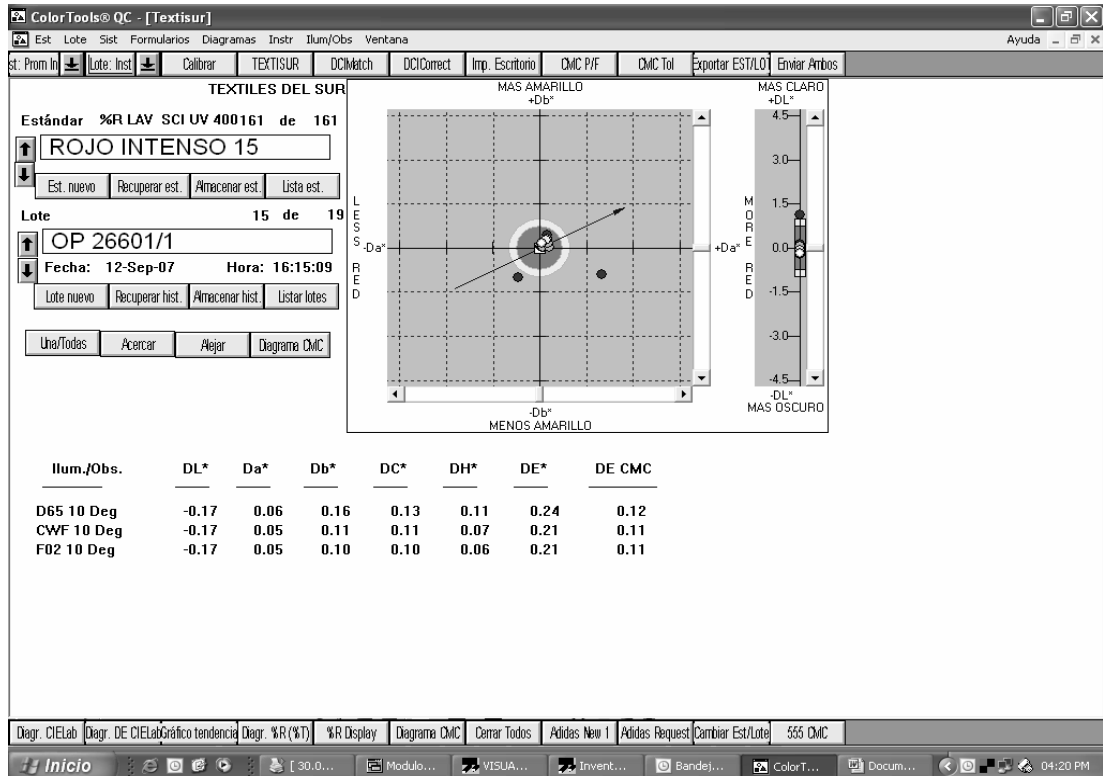 ColorTools® QC - [Textisur]
Est Lote Sist Formularios Diagramas Instr Ilum/Obs Ventana Ayuda
st: Prom In Lote: Inst Calibrar TEXTISUR DCIMatch DCICorrect Imp. Escritorio CMC P/F CMC Tol Exportar EST/LOT Enviar Ambos
TEXTILES DEL SUR
Estándar %R LAV SCI UV 400 161 de 161
ROJO INTENSO 15
Est. nuevo Recuperar est. Almacenar est. Lista est.
Lote 15 de 19
OP 26601/1
Fecha: 12-Sep-07 Hora: 16:15:09
Lote nuevo Recuperar hist. Almacenar hist. Listar lotes
Una/Todas Acercar Alejar Diagrama CMC
MAS AMARILLO
+Db*
LESS RED
-Da*
+Da*
MORE RED
-Db*
MENOS AMARILLO
MAS CLARO
+DL*
4.5
3.0
1.5
0.0
-1.5
-3.0
-4.5
-DL*
MAS OSCURO
Ilum./Obs. DL* Da* Db* DC* DH* DE* DE CMC
D65 10 Deg -0.17 0.06 0.16 0.13 0.11 0.24 0.12
CWF 10 Deg -0.17 0.05 0.11 0.11 0.07 0.21 0.11
F02 10 Deg -0.17 0.05 0.10 0.10 0.06 0.21 0.11
Diagr. CIELab Diagr. DE CIELab Gráfico tendencia Diagr. %R (%T) %R Display Diagrama CMC Cerrar Todos Adidas New 1 Adidas Request Cambiar Est/Lote 555 CMC
Inicio [ 30.0... Modulo... VISUA... Invent... Bandej... ColorT... Docum... 04:20 PM